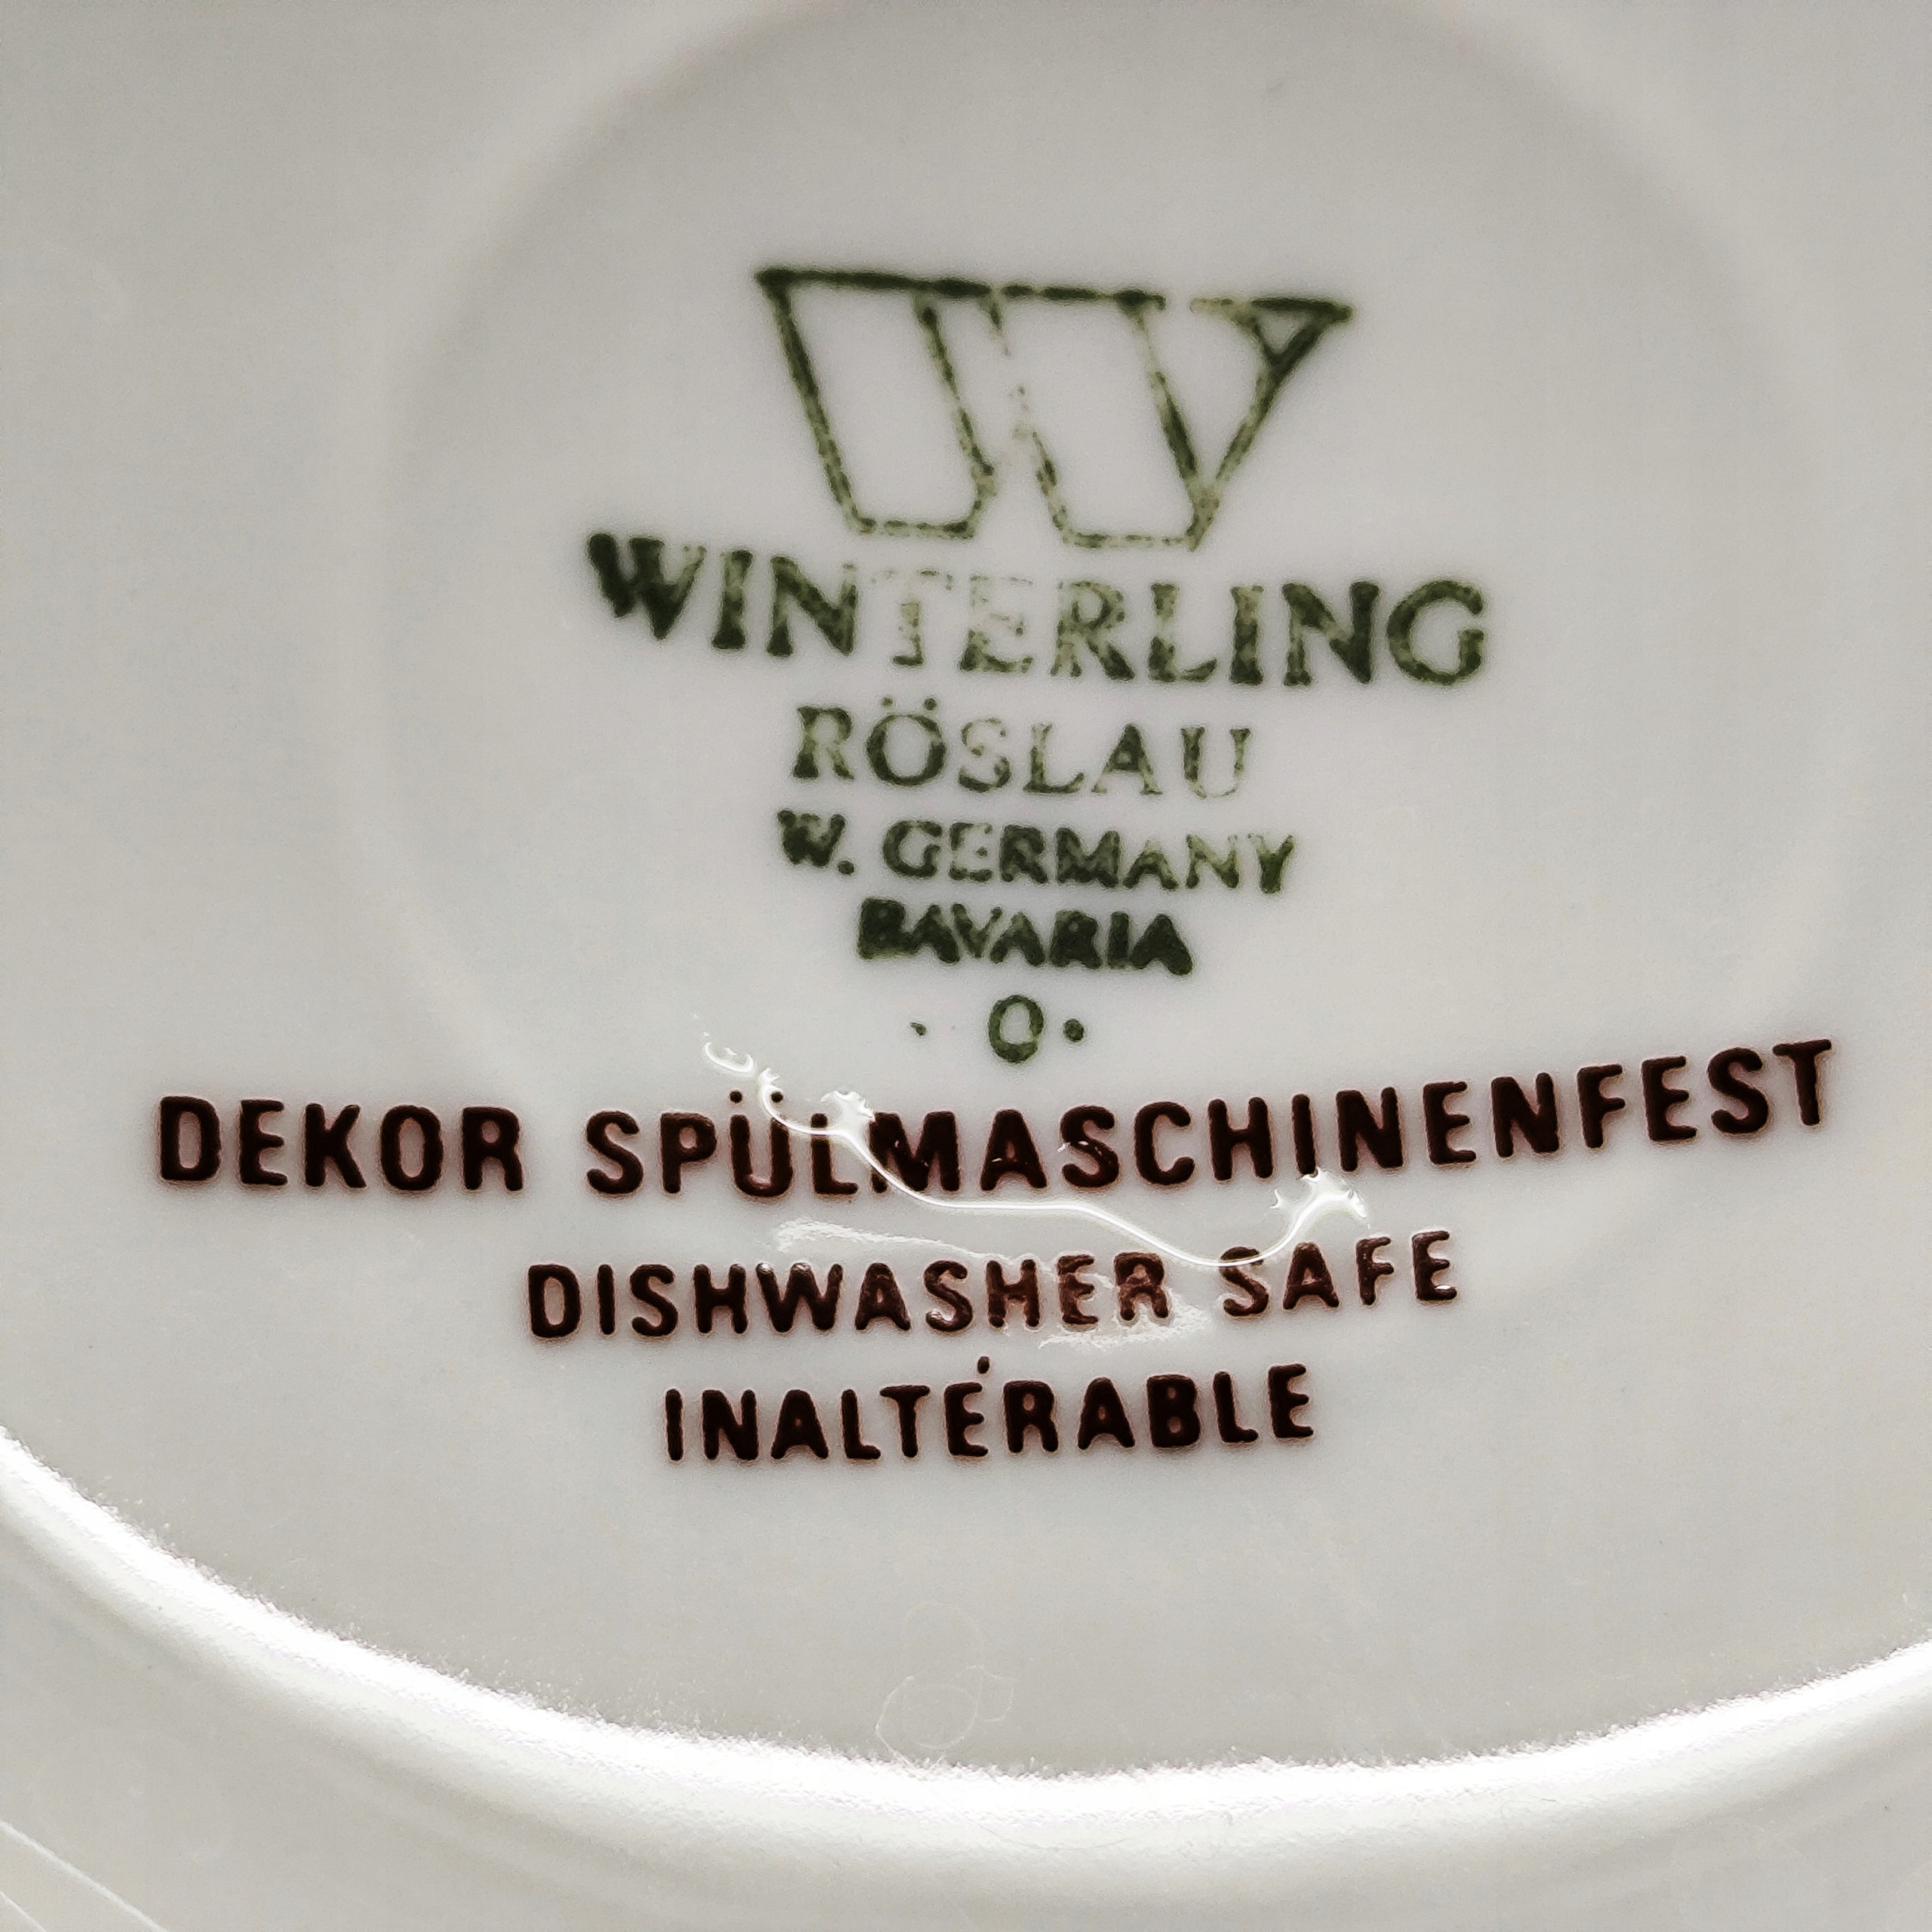 W
WINTERLING
RÖSLAU
W. GERMANY
BAVARIA
· O ·
DEKOR SPÜLMASCHINENFEST
DISHWASHER SAFE
INALTÉRABLE